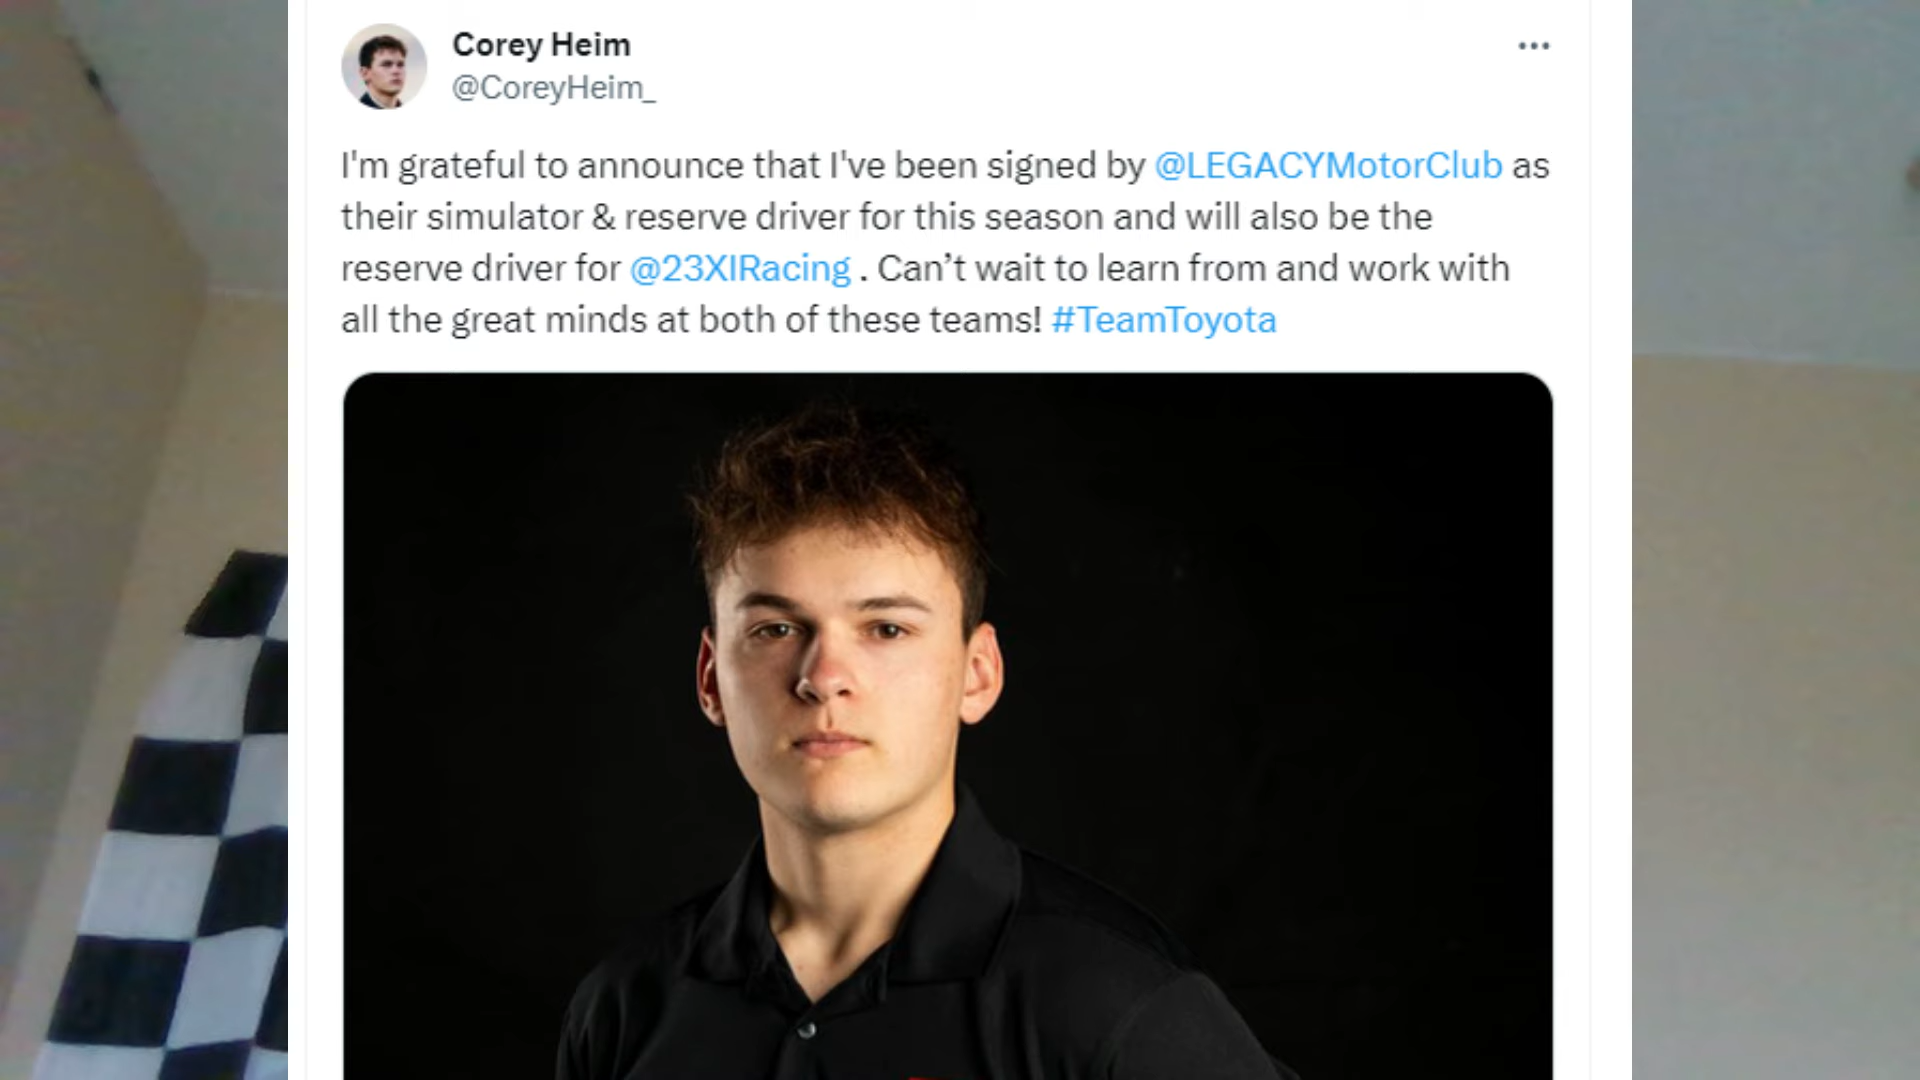 Corey Heim
@CoreyHeim_
I'm grateful to announce that I've been signed by @LEGACYMotorClub as
their simulator & reserve driver for this season and will also be the
reserve driver for @23XIRacing . Can’t wait to learn from and work with
all the great minds at both of these teams! #TeamToyota